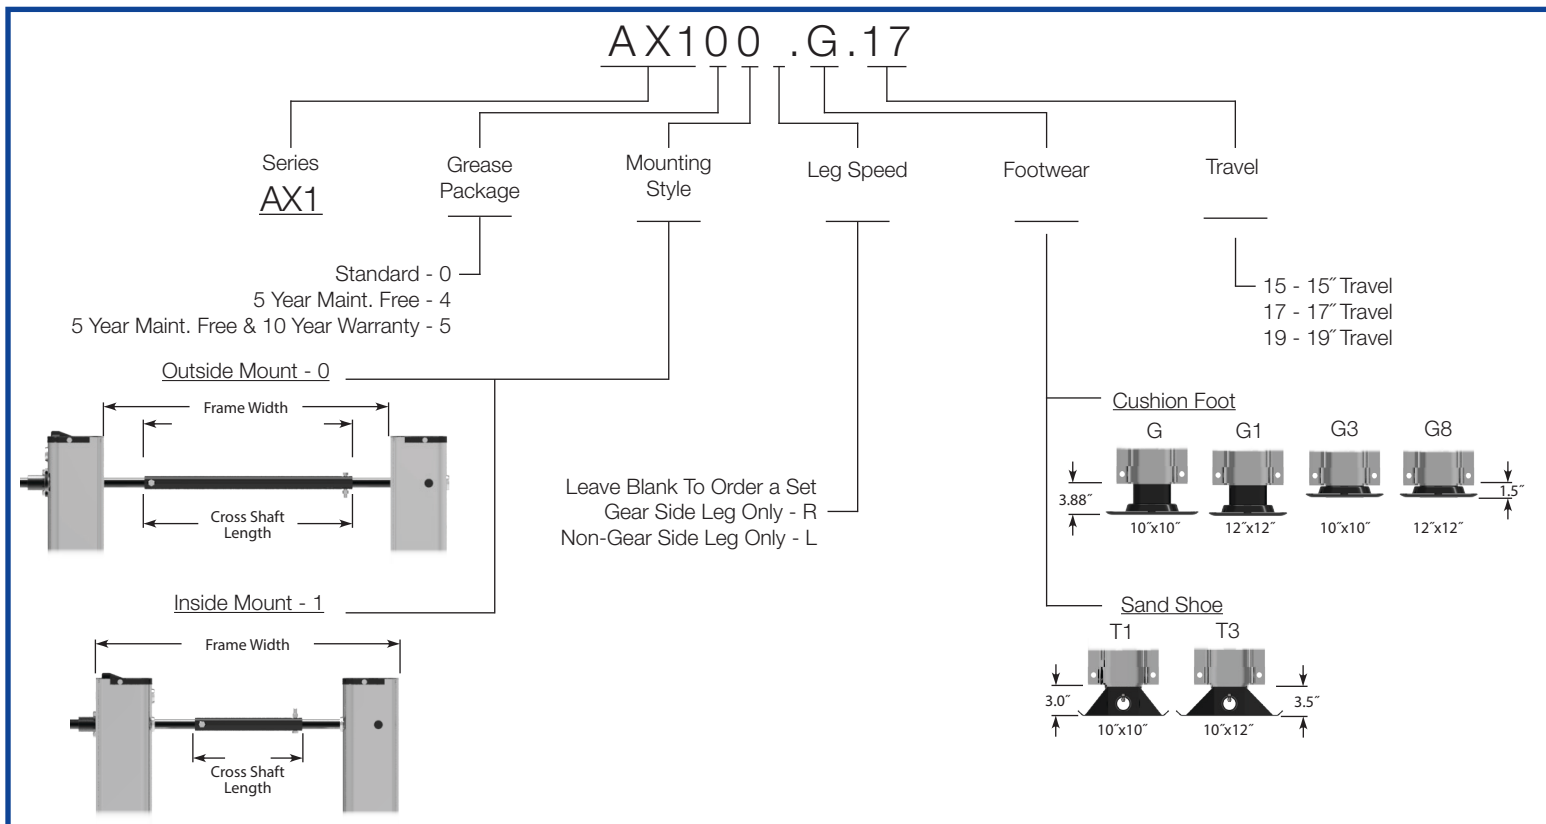 AX100 .G.17
Series
AX1
Grease
Package
Mounting
Style
Leg Speed
Footwear
Travel
Standard - 0
5 Year Maint. Free - 4
5 Year Maint. Free & 10 Year Warranty - 5
15 - 15˝ Travel
17 - 17˝ Travel
19 - 19˝ Travel
Outside Mount - 0
Frame Width
Cross Shaft
Length
Leave Blank To Order a Set
Gear Side Leg Only - R
Non-Gear Side Leg Only - L
Cushion Foot
G G1 G3 G8
3.88˝ 1.5˝
10˝x10˝ 12˝x12˝ 10˝x10˝ 12˝x12˝
Inside Mount - 1
Frame Width
Cross Shaft
Length
Sand Shoe
T1 T3
3.0˝ 3.5˝
10˝x10˝ 10˝x12˝